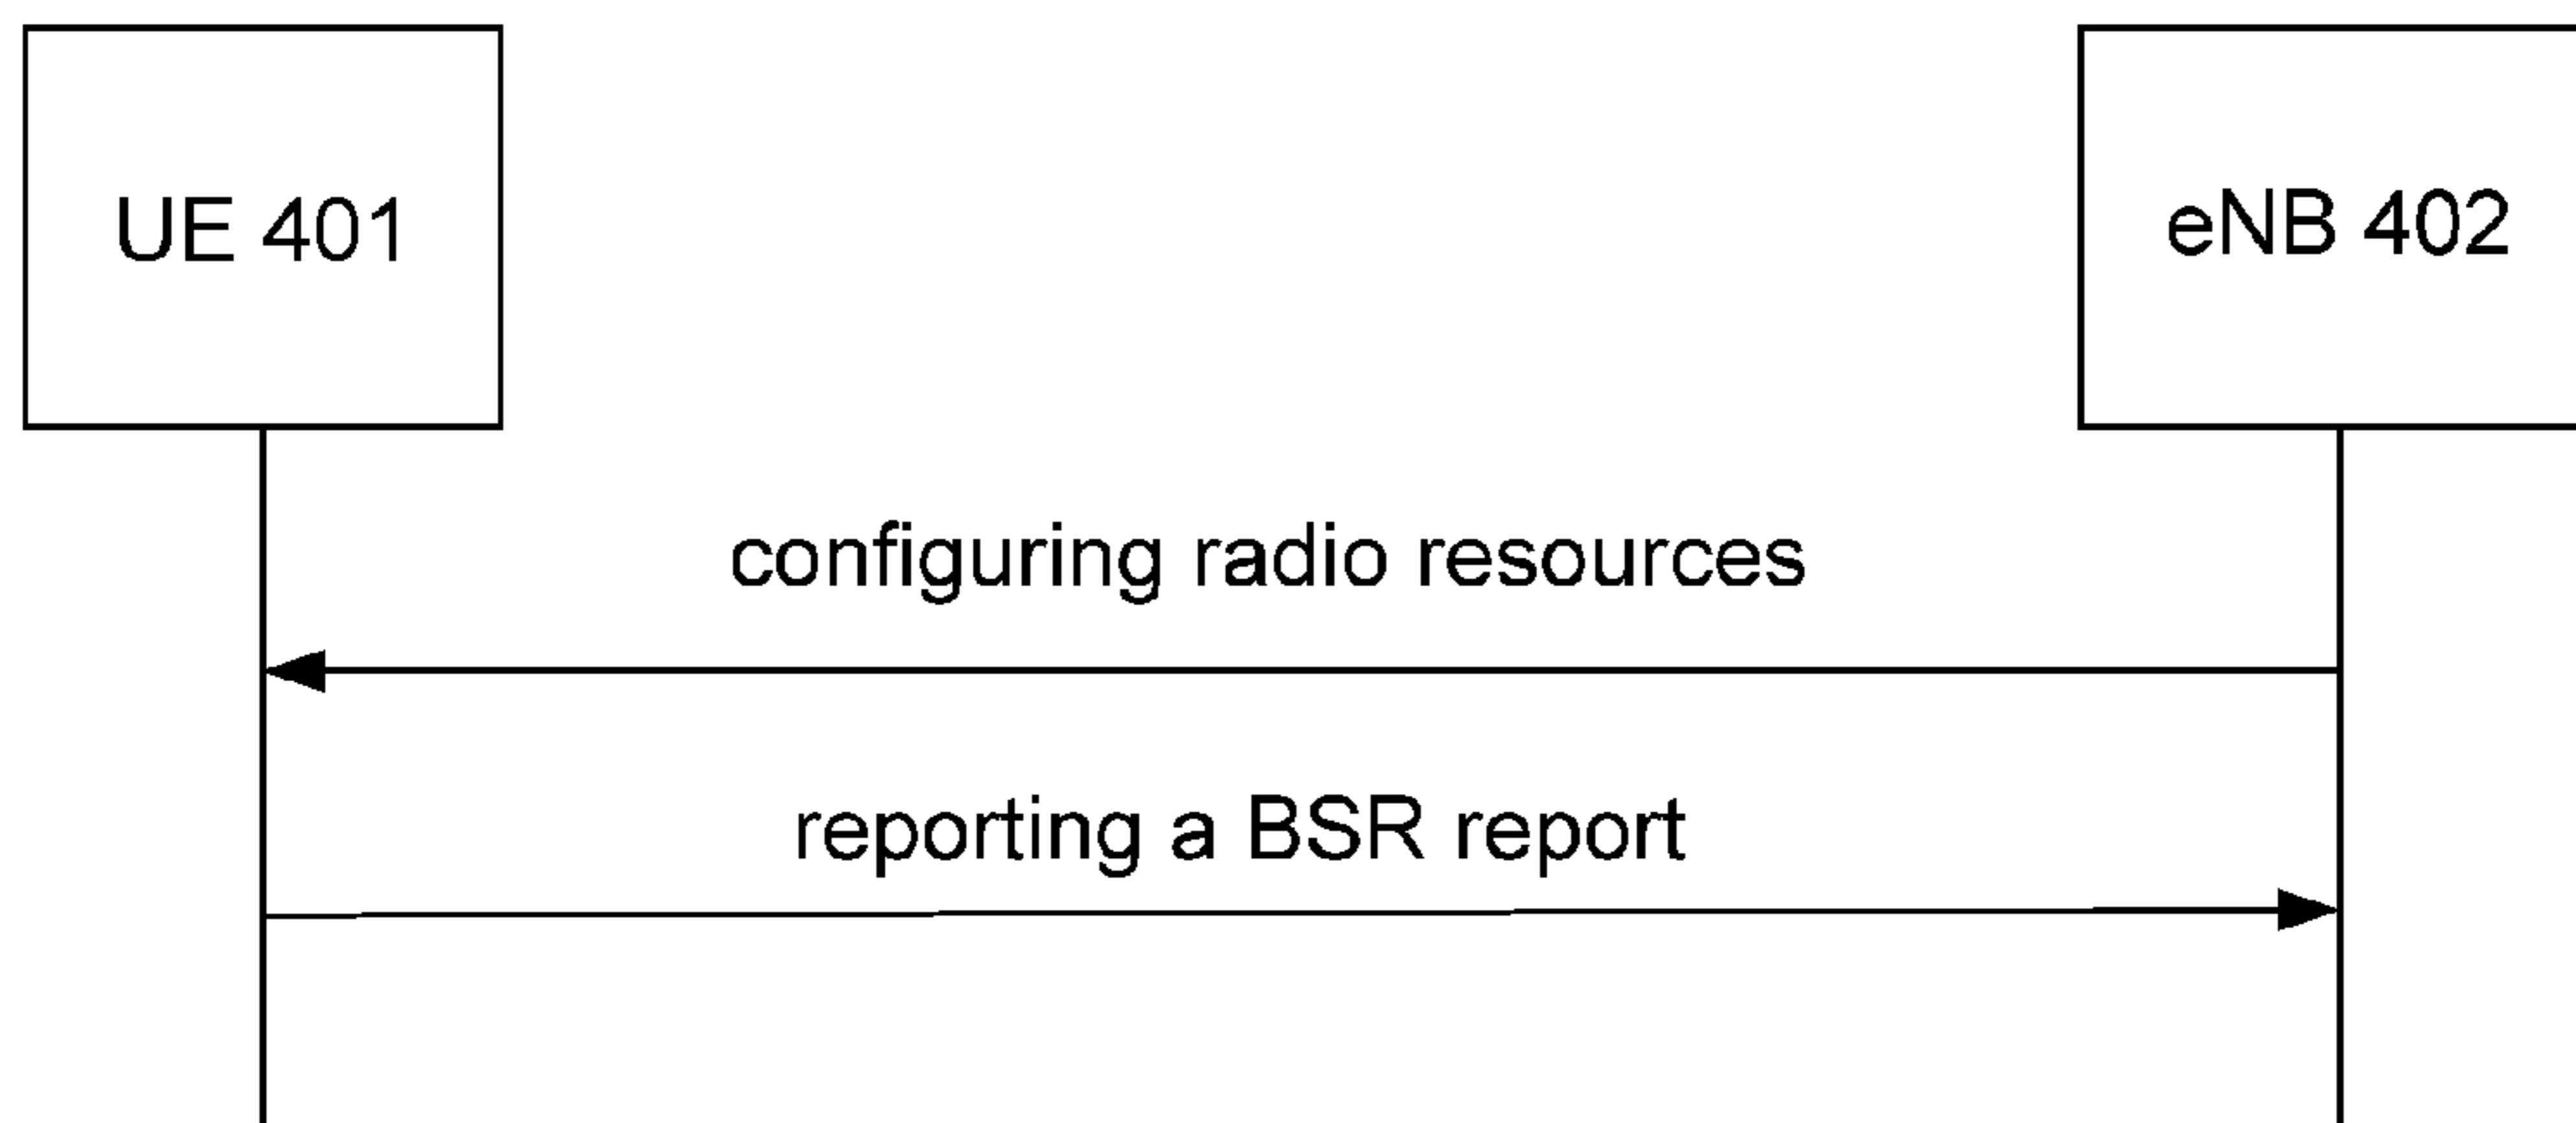 UE 401
eNB 402
configuring radio resources
reporting a BSR report